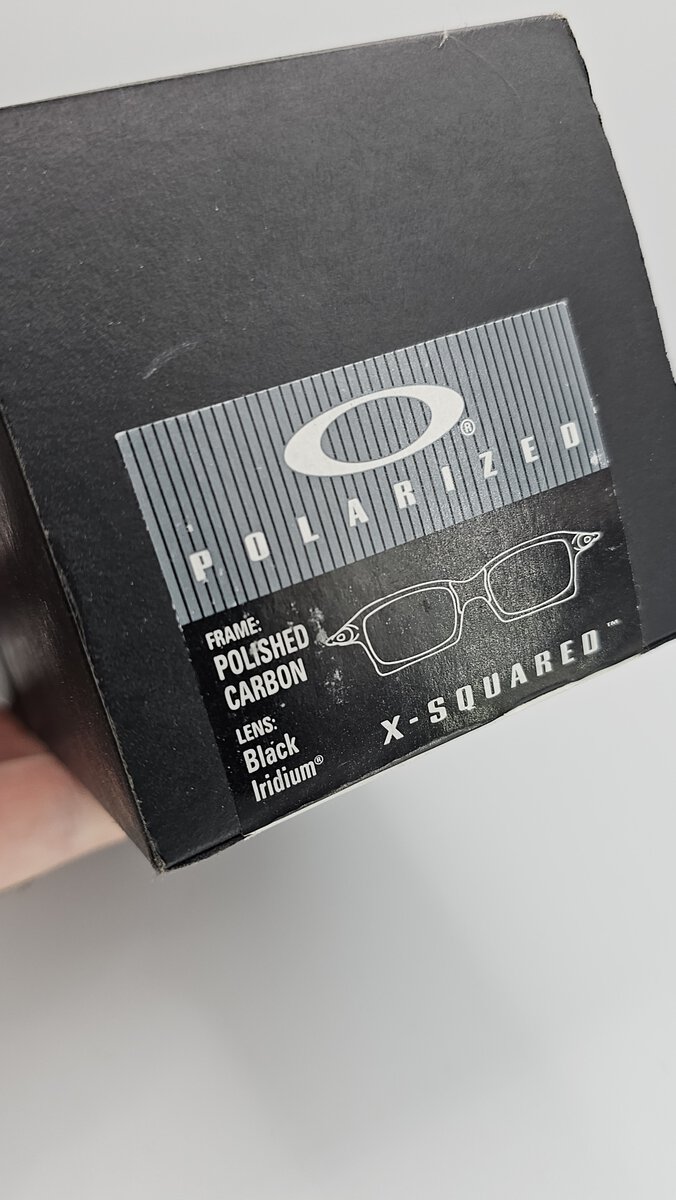 ®
POLARIZED
FRAME:
POLISHED
CARBON
LENS:
Black
Iridium®
X-SQUARED™